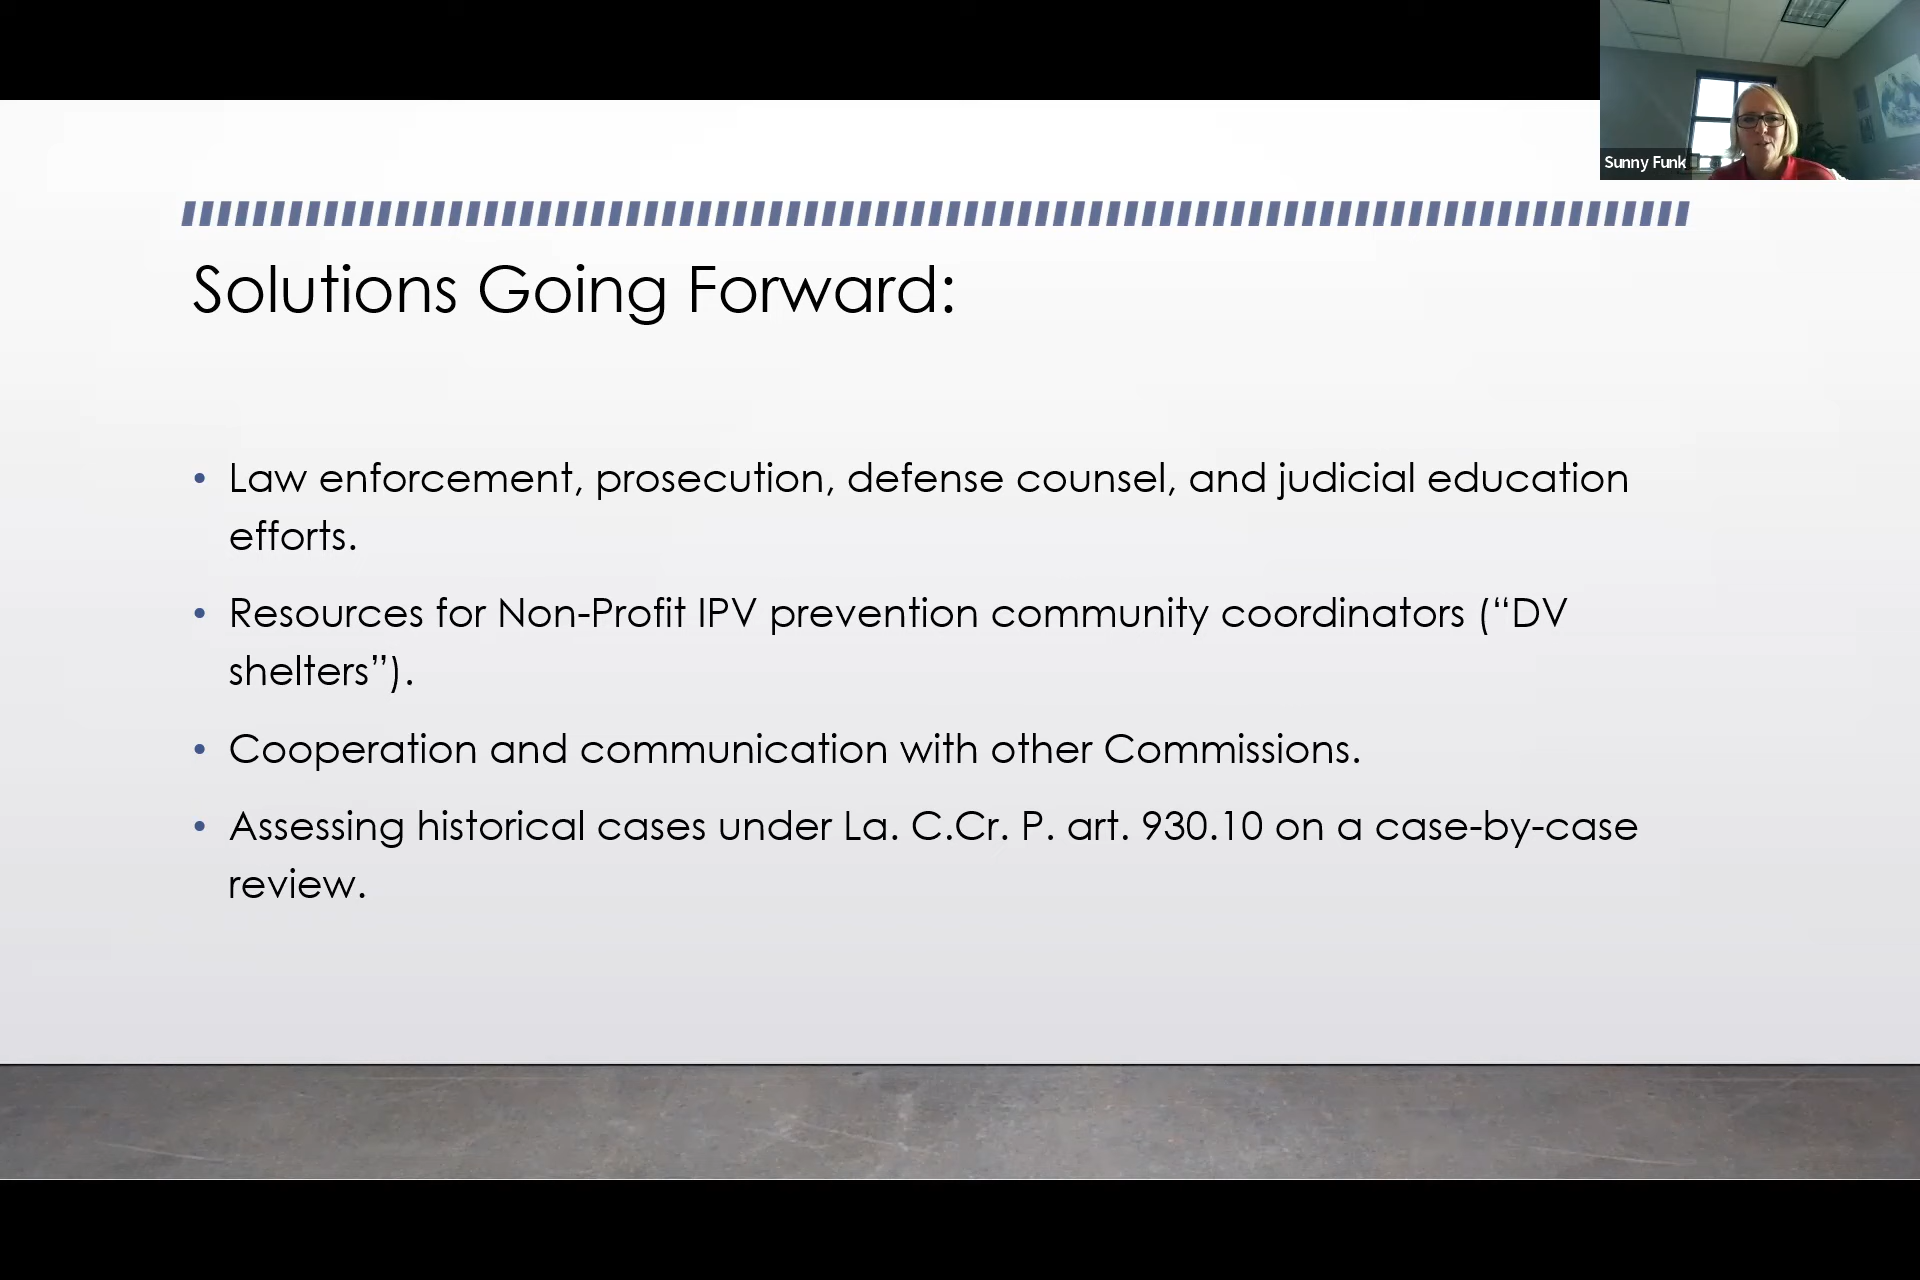 Sunny Funk
Solutions Going Forward:
• Law enforcement, prosecution, defense counsel, and judicial education
efforts.
• Resources for Non-Profit IPV prevention community coordinators (“DV
shelters”).
• Cooperation and communication with other Commissions.
• Assessing historical cases under La. C.Cr. P. art. 930.10 on a case-by-case
review.